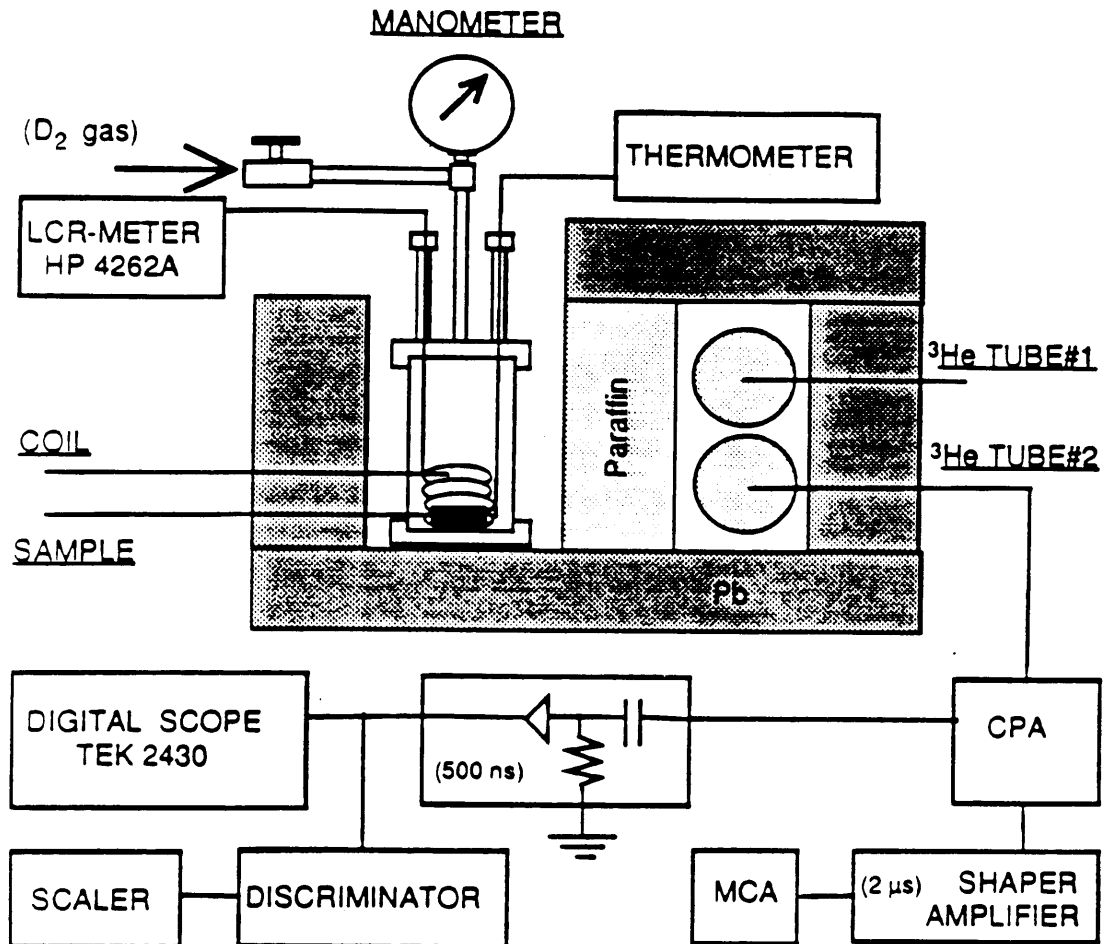 MANOMETER
(D₂ gas)
THERMOMETER
LCR-METER
HP 4262A
³He TUBE#1
Paraffin
COIL
³He TUBE#2
SAMPLE
Pb
DIGITAL SCOPE
TEK 2430
(500 ns)
CPA
SCALER
DISCRIMINATOR
MCA
(2 µs) SHAPER
AMPLIFIER